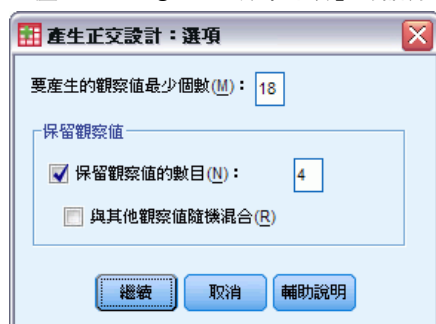 產生正交設計：選項
要產生的觀察值最少個數(M)： 18
保留觀察值
保留觀察值的數目(N)： 4
與其他觀察值隨機混合(R)
繼續 取消 輔助說明